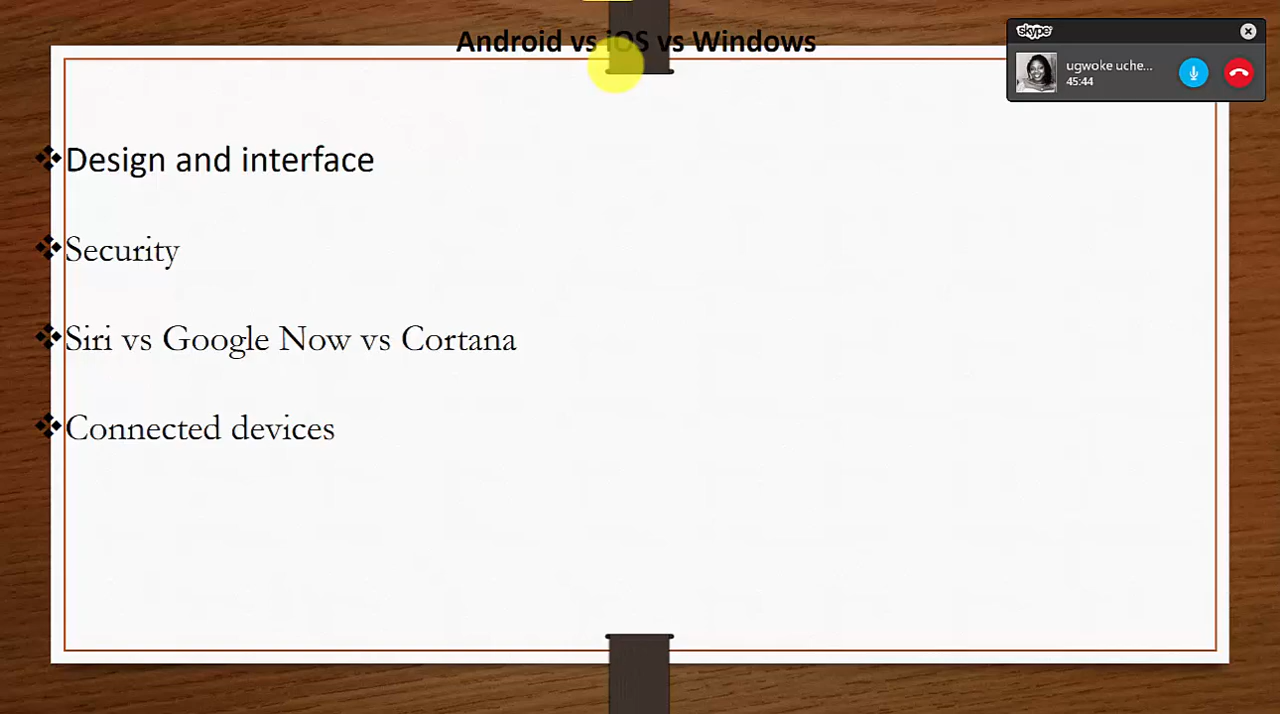 Android vs iOS vs Windows
skype
ugwoke uche...
45:44
Design and interface
Security
Siri vs Google Now vs Cortana
Connected devices